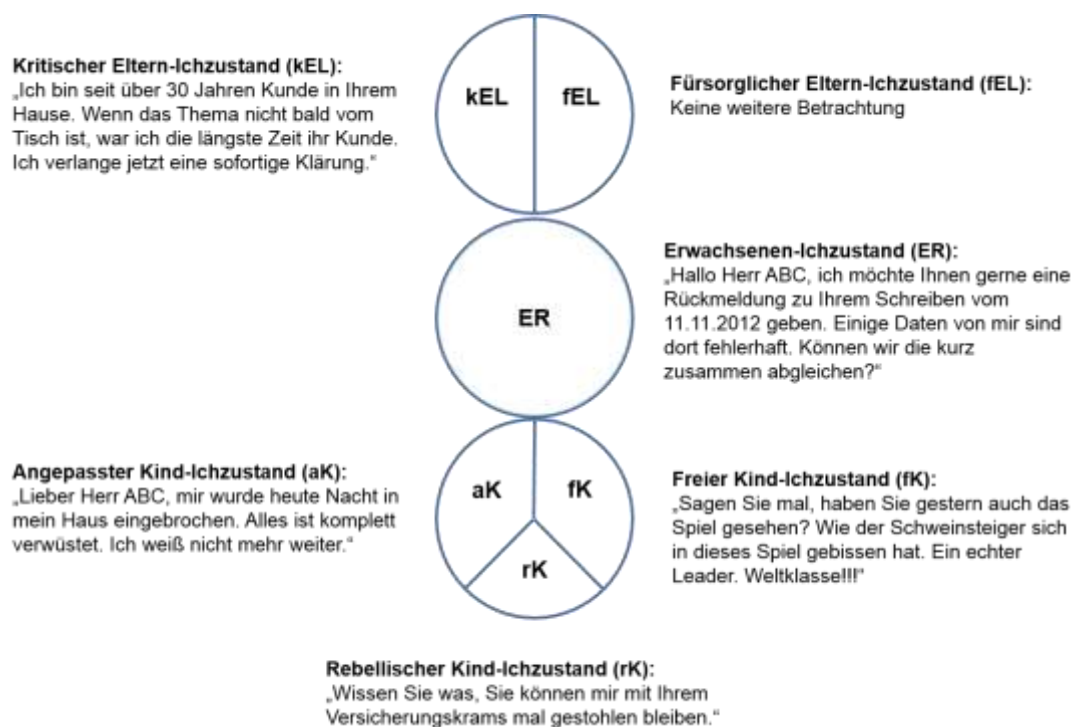 Kritischer Eltern-Ichzustand (kEL):
„Ich bin seit über 30 Jahren Kunde in Ihrem
Hause. Wenn das Thema nicht bald vom
Tisch ist, war ich die längste Zeit ihr Kunde.
Ich verlange jetzt eine sofortige Klärung.“
kEL
fEL
Fürsorglicher Eltern-Ichzustand (fEL):
Keine weitere Betrachtung
ER
Erwachsenen-Ichzustand (ER):
„Hallo Herr ABC, ich möchte Ihnen gerne eine
Rückmeldung zu Ihrem Schreiben vom
11.11.2012 geben. Einige Daten von mir sind
dort fehlerhaft. Können wir die kurz
zusammen abgleichen?“
Angepasster Kind-Ichzustand (aK):
„Lieber Herr ABC, mir wurde heute Nacht in
mein Haus eingebrochen. Alles ist komplett
verwüstet. Ich weiß nicht mehr weiter.“
aK
fK
rK
Freier Kind-Ichzustand (fK):
„Sagen Sie mal, haben Sie gestern auch das
Spiel gesehen? Wie der Schweinsteiger sich
in dieses Spiel gebissen hat. Ein echter
Leader. Weltklasse!!!“
Rebellischer Kind-Ichzustand (rK):
„Wissen Sie was, Sie können mir mit Ihrem
Versicherungskrams mal gestohlen bleiben.“